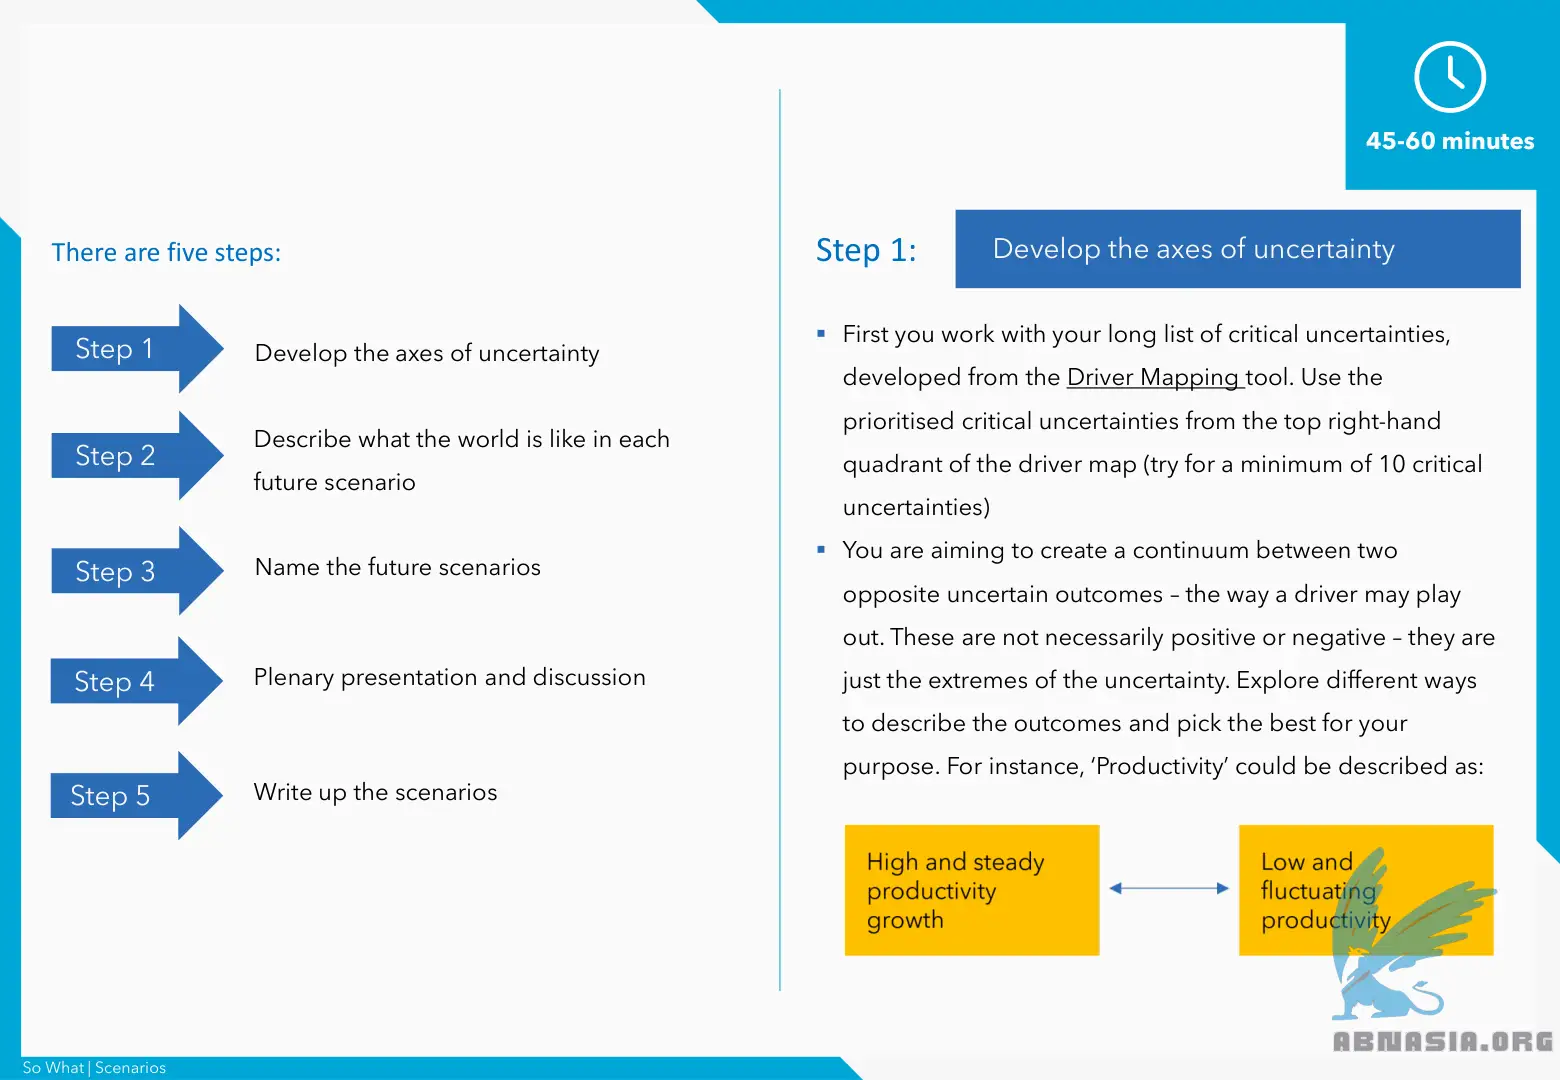 45-60 minutes
There are five steps:
Step 1
Develop the axes of uncertainty
Step 2
Describe what the world is like in each
future scenario
Step 3
Name the future scenarios
Step 4
Plenary presentation and discussion
Step 5
Write up the scenarios
Step 1:
Develop the axes of uncertainty
▪ First you work with your long list of critical uncertainties,
developed from the Driver Mapping tool. Use the
prioritised critical uncertainties from the top right-hand
quadrant of the driver map (try for a minimum of 10 critical
uncertainties)
▪ You are aiming to create a continuum between two
opposite uncertain outcomes – the way a driver may play
out. These are not necessarily positive or negative – they are
just the extremes of the uncertainty. Explore different ways
to describe the outcomes and pick the best for your
purpose. For instance, ‘Productivity’ could be described as:
High and steady
productivity
growth
Low and
fluctuating
productivity
ABNASIA.ORG
So What | Scenarios